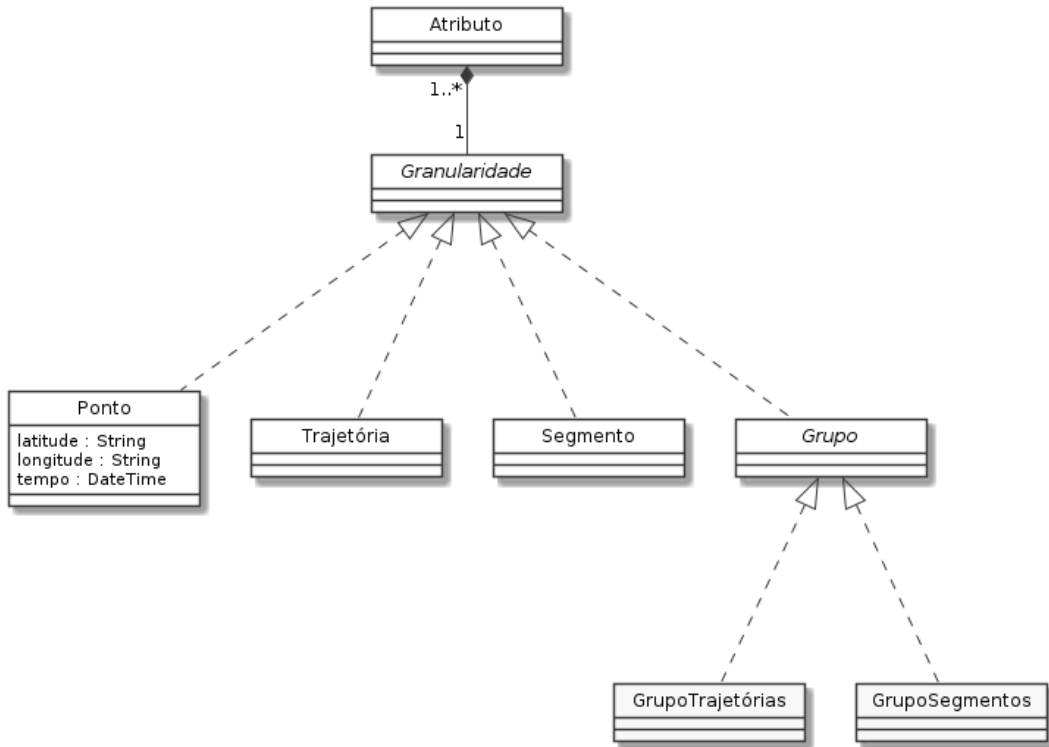 Atributo
1..*
1
Granularidade
Ponto
latitude : String
longitude : String
tempo : DateTime
Trajetória
Segmento
Grupo
GrupoTrajetórias
GrupoSegmentos